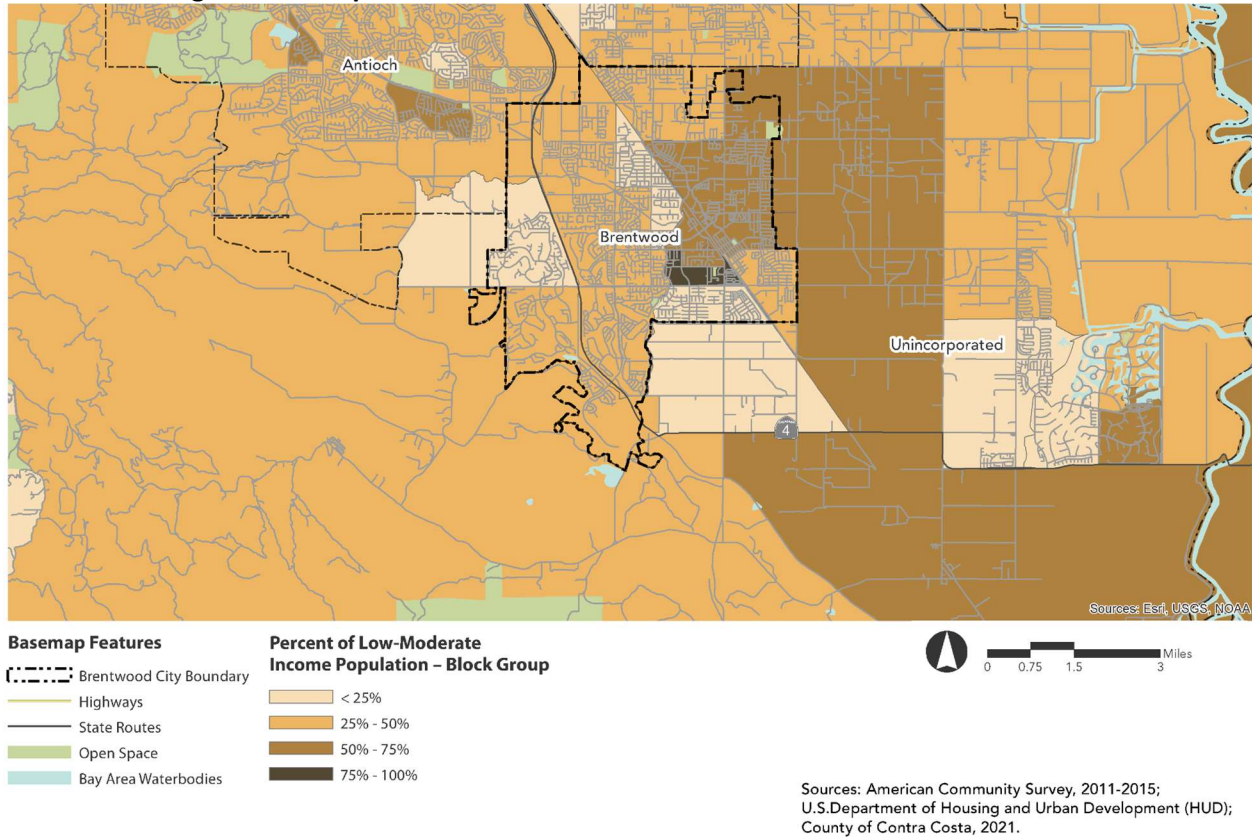 Antioch
Brentwood
Unincorporated
4
Sources: Esri, USGS, NOAA
Basemap Features
Brentwood City Boundary
Highways
State Routes
Open Space
Bay Area Waterbodies
Percent of Low-Moderate
Income Population – Block Group
< 25%
25% - 50%
50% - 75%
75% - 100%
0 0.75 1.5 3 Miles
Sources: American Community Survey, 2011-2015;
U.S.Department of Housing and Urban Development (HUD);
County of Contra Costa, 2021.